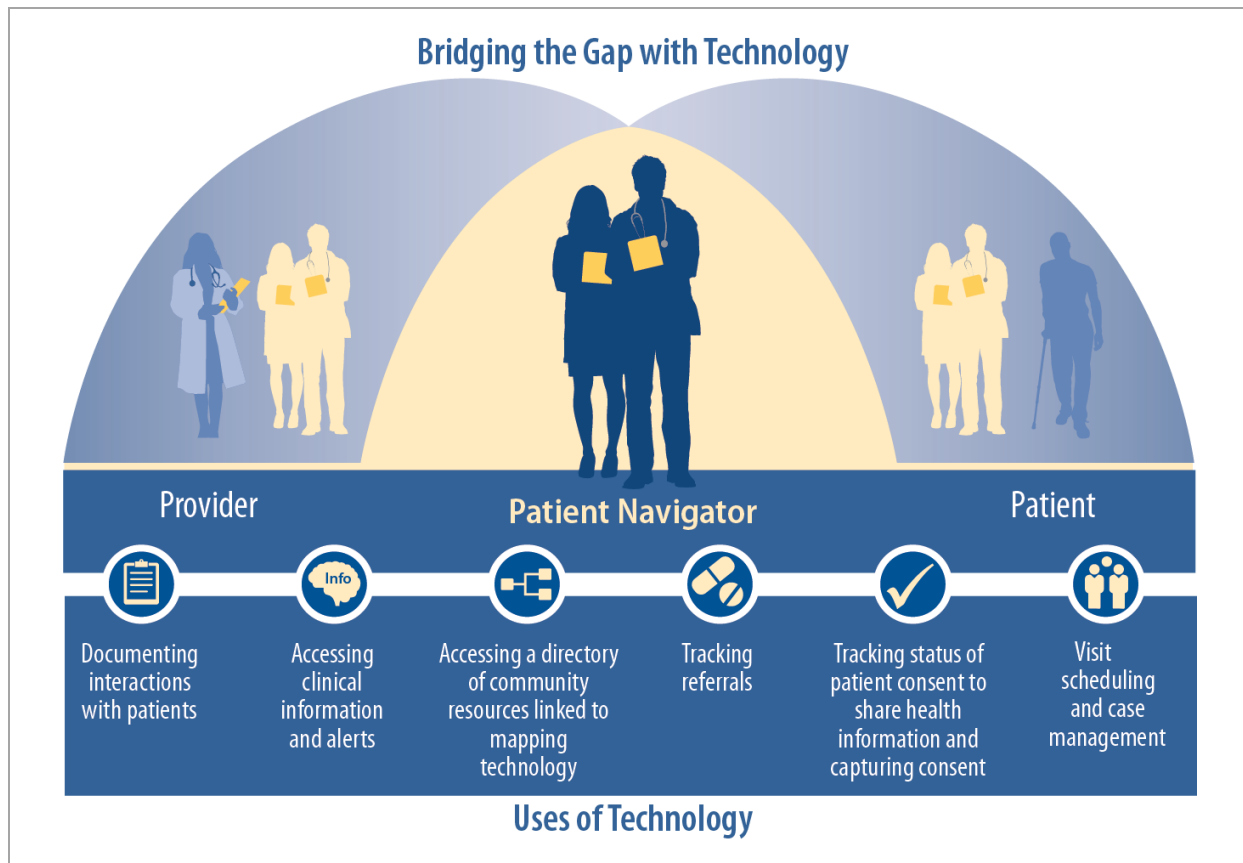 Bridging the Gap with Technology
Provider
Patient Navigator
Patient
Info
Documenting
interactions
with patients
Accessing
clinical
information
and alerts
Accessing a directory
of community
resources linked to
mapping
technology
Tracking
referrals
Tracking status of
patient consent to
share health
information and
capturing consent
Visit
scheduling
and case
management
Uses of Technology